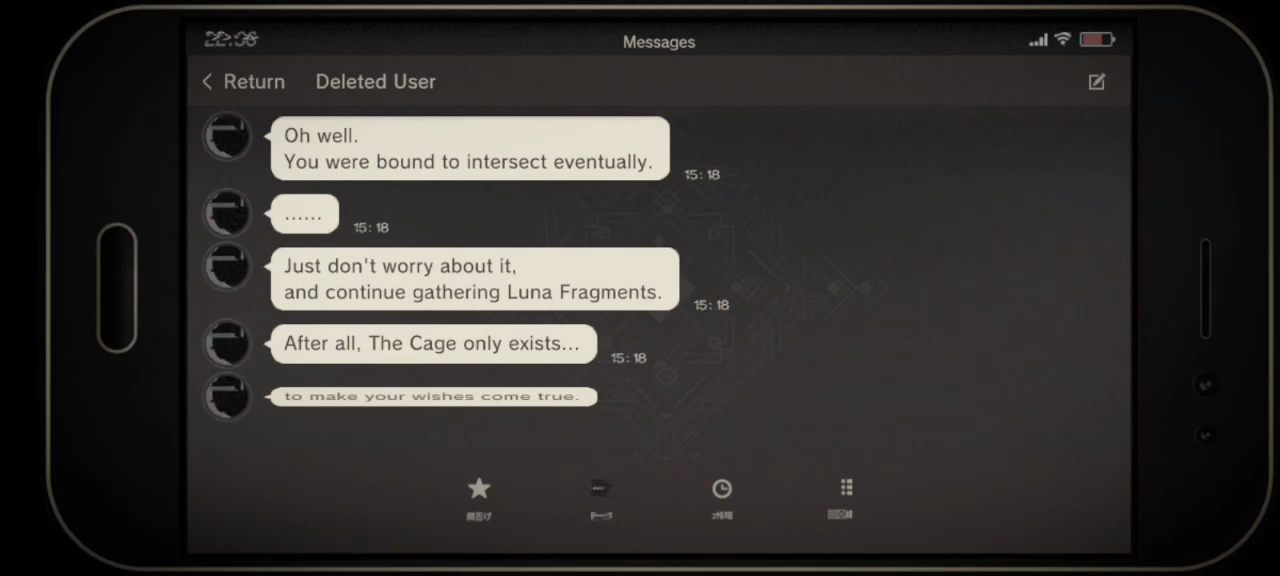 22:36
Messages
Return
Deleted User
Oh well.
You were bound to intersect eventually.
15:18
......
15:18
Just don't worry about it,
and continue gathering Luna Fragments.
15:18
After all, The Cage only exists...
15:18
to make your wishes come true.